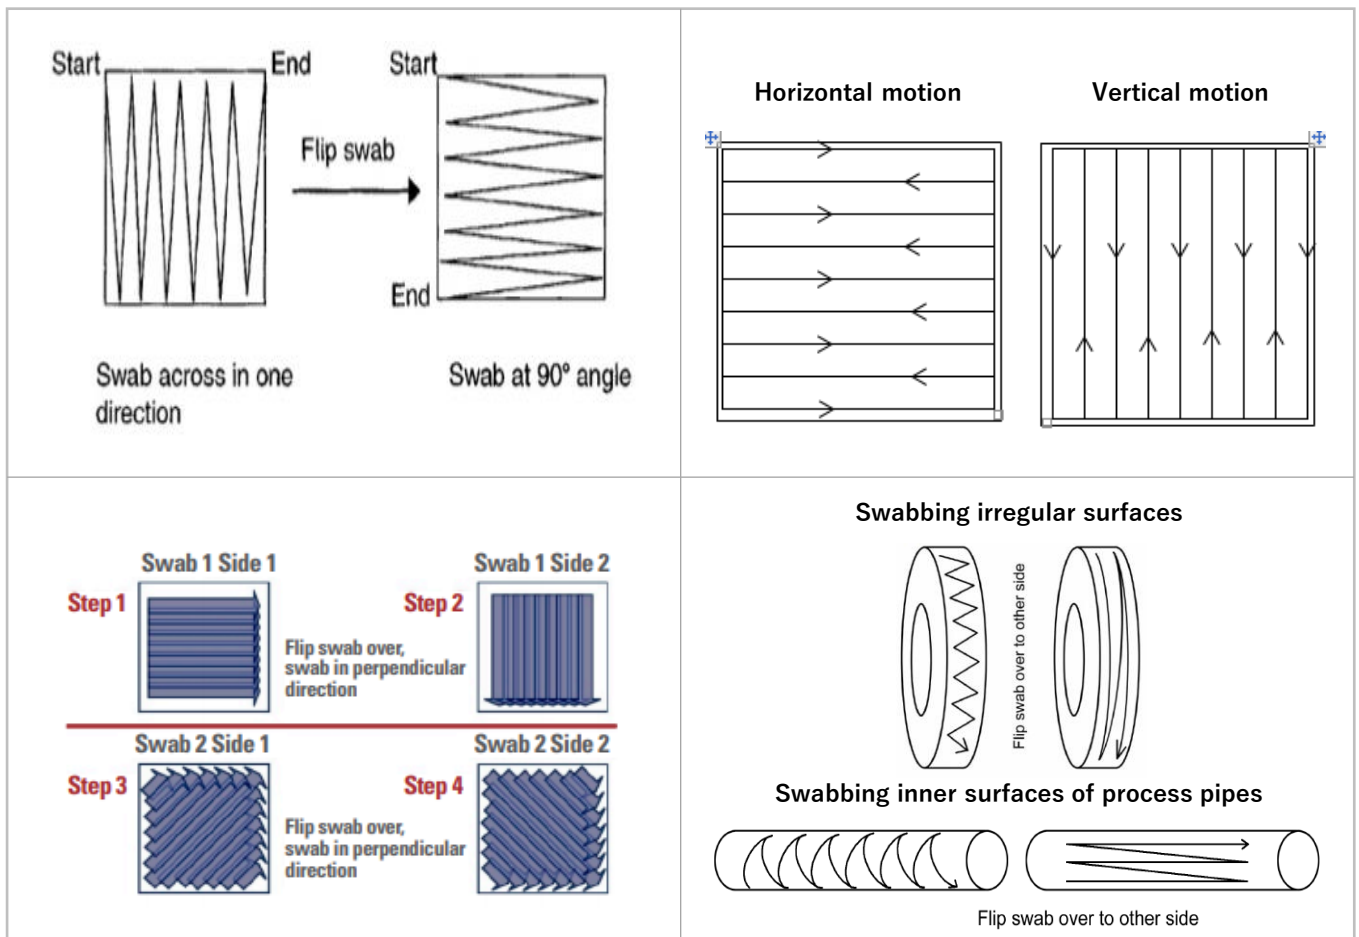 Start
End
Flip swab
Start
End
Swab across in one
direction
Swab at 90° angle
Horizontal motion
Vertical motion
Swab 1 Side 1
Step 1
Flip swab over,
swab in perpendicular
direction
Swab 1 Side 2
Step 2
Swab 2 Side 1
Step 3
Flip swab over,
swab in perpendicular
direction
Swab 2 Side 2
Step 4
Swabbing irregular surfaces
Flip swab over to other side
Swabbing inner surfaces of process pipes
Flip swab over to other side